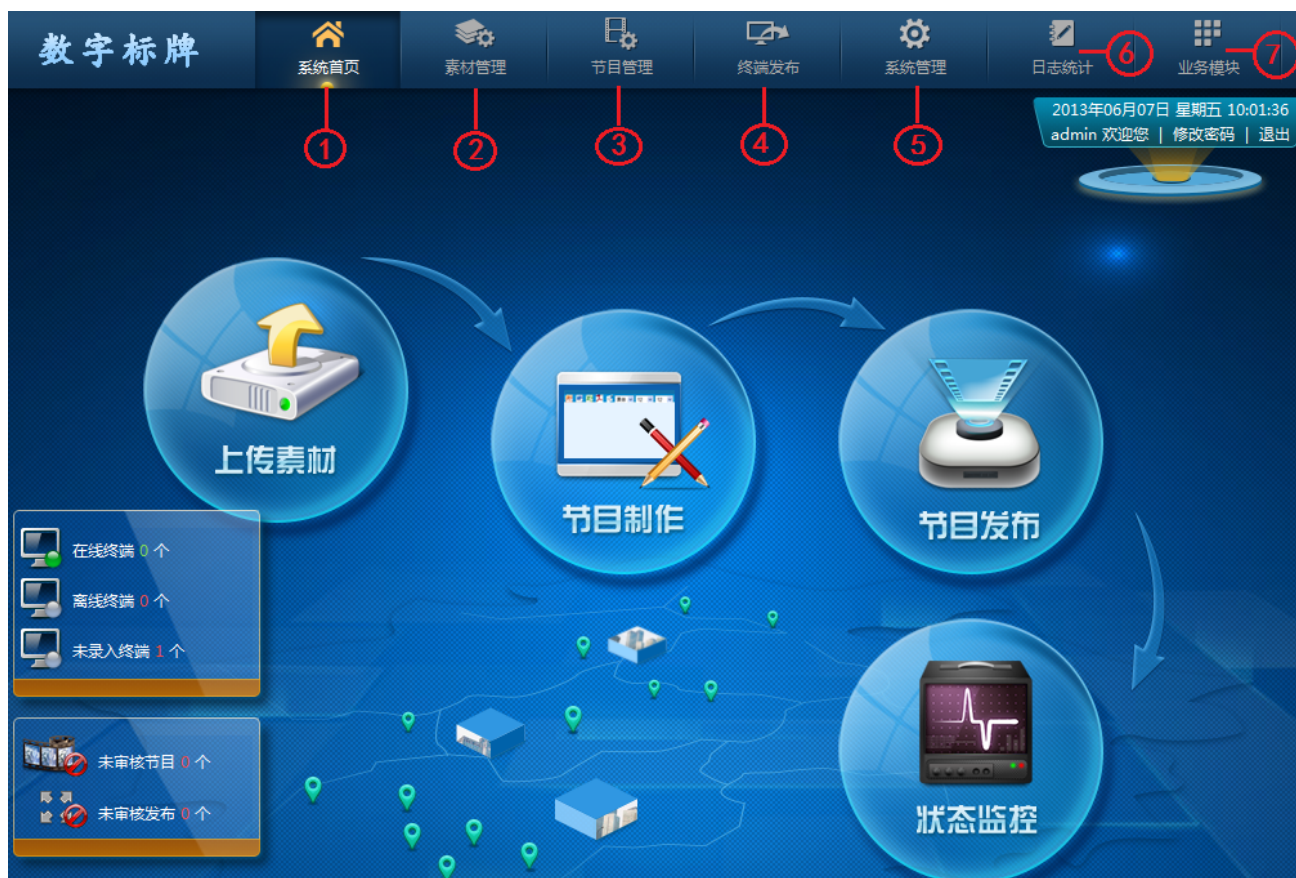 数字标牌
系统首页
素材管理
节目管理
终端发布
系统管理
日志统计
业务模块
1
2
3
4
5
6
7
2013年06月07日 星期五 10:01:36
admin 欢迎您 | 修改密码 | 退出
上传素材
节目制作
节目发布
在线终端 0 个
离线终端 0 个
未录入终端 1 个
未审核节目 0 个
未审核发布 0 个
状态监控